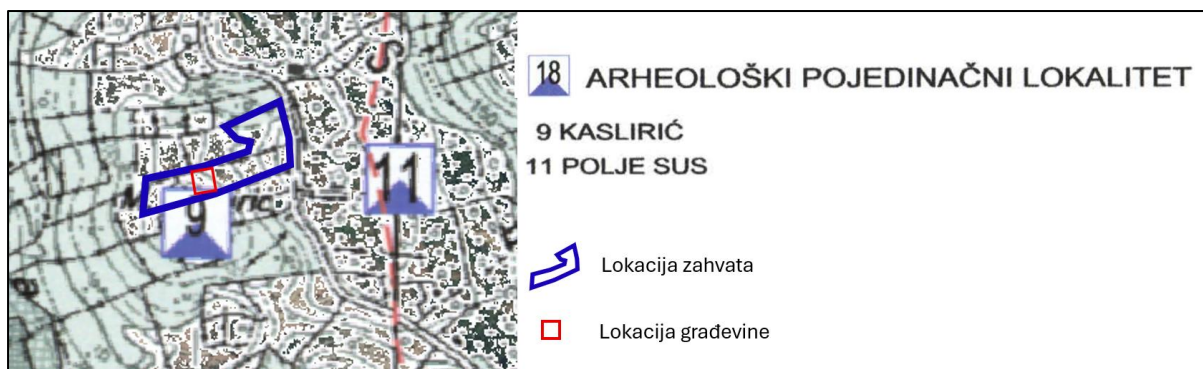 9
11
18 ARHEOLOŠKI POJEDINAČNI LOKALITET
9 KASLIRIĆ
11 POLJE SUS
Lokacija zahvata
Lokacija građevine